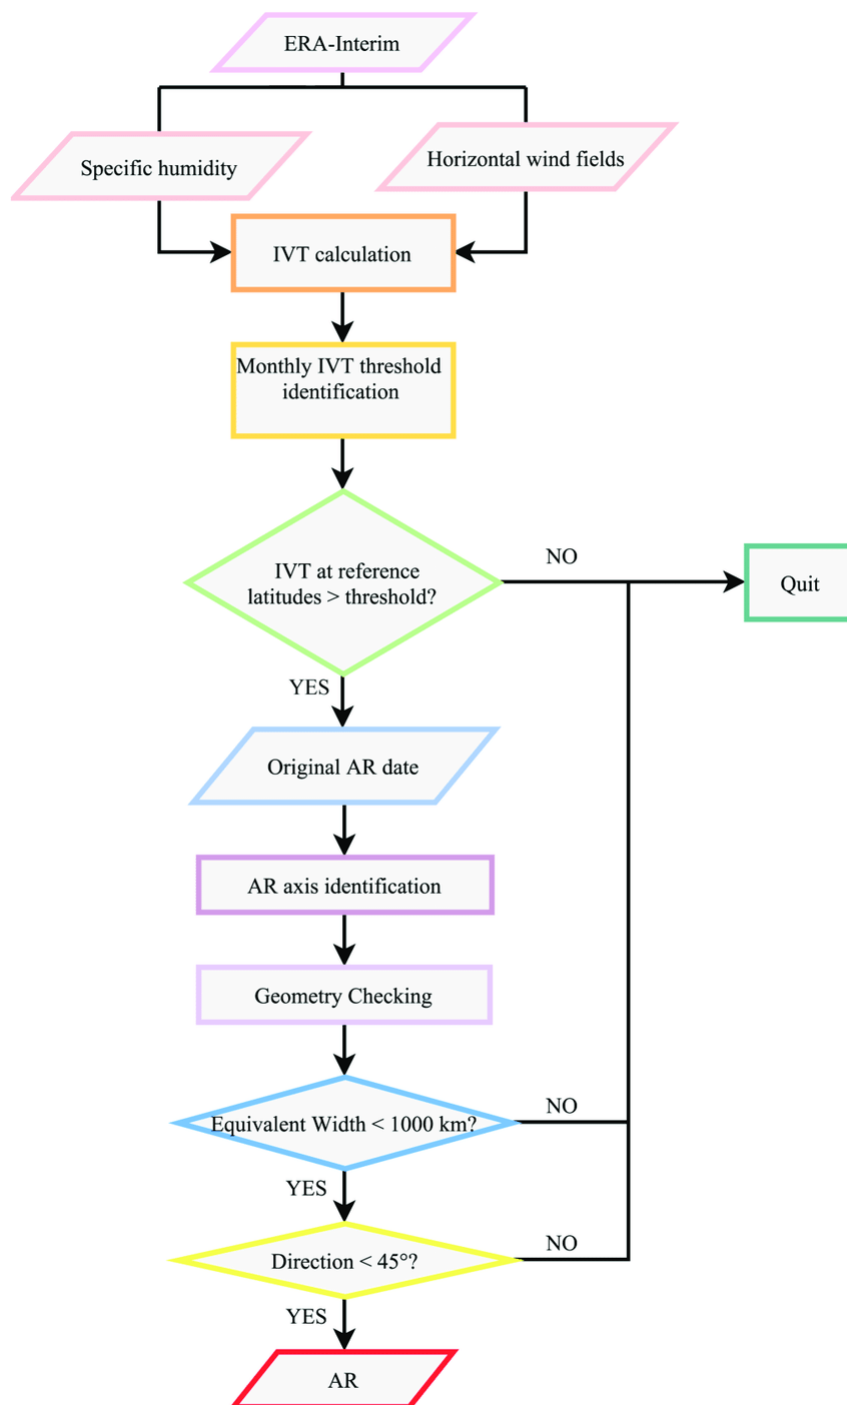 ERA-Interim
Specific humidity
Horizontal wind fields
IVT calculation
Monthly IVT threshold
identification
IVT at reference
latitudes > threshold?
NO
Quit
YES
Original AR date
AR axis identification
Geometry Checking
Equivalent Width < 1000 km?
NO
YES
Direction < 45°?
NO
YES
AR